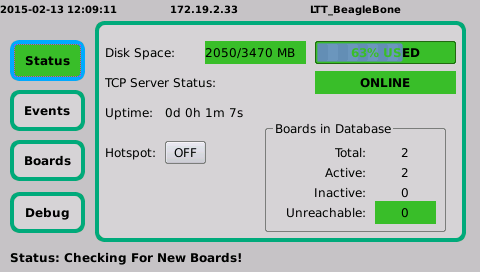 2015-02-13 12:09:11 172.19.2.33 LTT_BeagleBone
Status
Events
Boards
Debug
Disk Space: 2050/3470 MB 63% USED
TCP Server Status: ONLINE
Uptime: 0d 0h 1m 7s
Hotspot: OFF
Boards in Database
Total: 2
Active: 2
Inactive: 0
Unreachable: 0
Status: Checking For New Boards!